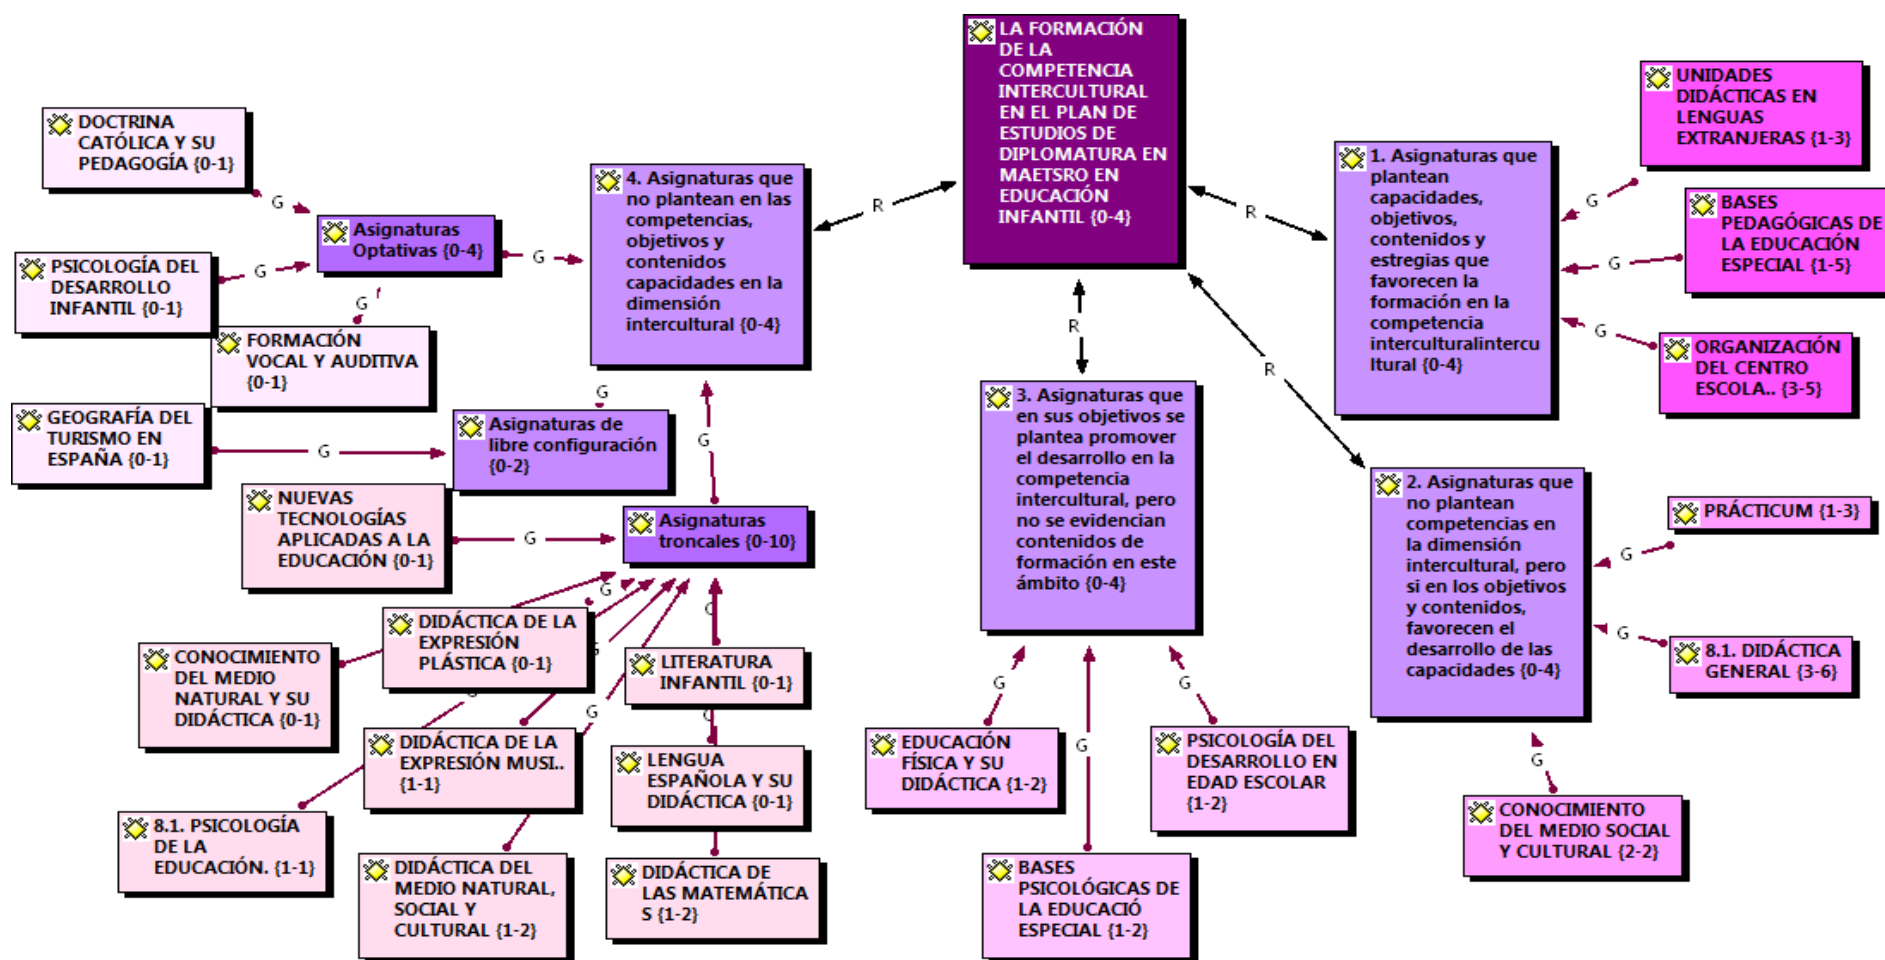 LA FORMACIÓN
DE LA
COMPETENCIA
INTERCULTURAL
EN EL PLAN DE
ESTUDIOS DE
DIPLOMATURA EN
MAETSRO EN
EDUCACIÓN
INFANTIL {0-4}
R
R
R
R
4. Asignaturas que
no plantean en las
competencias,
objetivos y
contenidos
capacidades en la
dimensión
intercultural {0-4}
DOCTRINA
CATÓLICA Y SU
PEDAGOGÍA {0-1}
G
Asignaturas
Optativas {0-4}
G
PSICOLOGÍA DEL
DESARROLLO
INFANTIL {0-1}
G
FORMACIÓN
VOCAL Y AUDITIVA
{0-1}
G
GEOGRAFÍA DEL
TURISMO EN
ESPAÑA {0-1}
G
Asignaturas de
libre configuración
{0-2}
G
NUEVAS
TECNOLOGÍAS
APLICADAS A LA
EDUCACIÓN {0-1}
G
Asignaturas
troncales {0-10}
G
CONOCIMIENTO
DEL MEDIO
NATURAL Y SU
DIDÁCTICA {0-1}
DIDÁCTICA DE LA
EXPRESIÓN
PLÁSTICA {0-1}
G
LITERATURA
INFANTIL {0-1}
DIDÁCTICA DE LA
EXPRESIÓN MUSI..
{1-1}
G
LENGUA
ESPAÑOLA Y SU
DIDÁCTICA {0-1}
8.1. PSICOLOGÍA
DE LA
EDUCACIÓN. {1-1}
DIDÁCTICA DEL
MEDIO NATURAL,
SOCIAL Y
CULTURAL {1-2}
G
DIDÁCTICA DE
LAS MATEMÁTICA
S {1-2}
3. Asignaturas que
en sus objetivos se
plantea promover
el desarrollo en la
competencia
intercultural, pero
no se evidencian
contenidos de
formación en este
ámbito {0-4}
G
G
G
EDUCACIÓN
FÍSICA Y SU
DIDÁCTICA {1-2}
PSICOLOGÍA DEL
DESARROLLO EN
EDAD ESCOLAR
{1-2}
BASES
PSICOLÓGICAS DE
LA EDUCACIÓ
ESPECIAL {1-2}
1. Asignaturas que
plantean
capacidades,
objetivos,
contenidos y
estregias que
favorecen la
formación en la
competencia
interculturalintercu
ltural {0-4}
UNIDADES
DIDÁCTICAS EN
LENGUAS
EXTRANJERAS {1-3}
G
BASES
PEDAGÓGICAS DE
LA EDUCACIÓN
ESPECIAL {1-5}
G
ORGANIZACIÓN
DEL CENTRO
ESCOLA.. {3-5}
G
2. Asignaturas que
no plantean
competencias en
la dimensión
intercultural, pero
si en los objetivos
y contenidos,
favorecen el
desarrollo de las
capacidades {0-4}
PRÁCTICUM {1-3}
G
8.1. DIDÁCTICA
GENERAL {3-6}
G
CONOCIMIENTO
DEL MEDIO SOCIAL
Y CULTURAL {2-2}
G